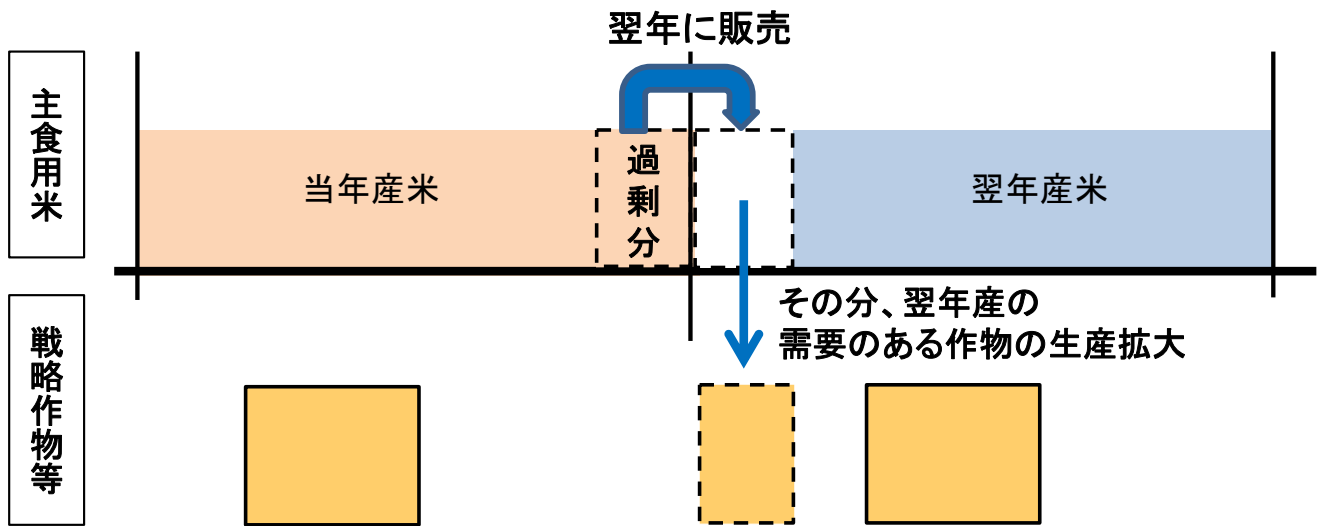 翌年に販売
主食用米
当年産米
過剰分
翌年産米
その分、翌年産の
需要のある作物の生産拡大
戦略作物等